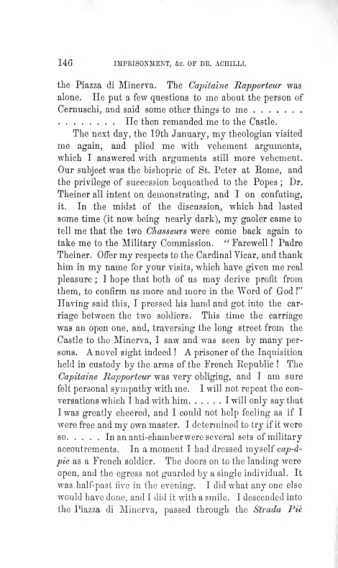 146 IMPRISONMENT, &c. OF DR. ACHILLI.
the Piazza di Minerva. The Capitaine Rapporteur was
alone. He put a few questions to me about the person of
Cernuschi, and said some other things to me . . . . . . .
. . . . . . . . He then remanded me to the Castle.
The next day, the 19th January, my theologian visited
me again, and plied me with vehement arguments,
which I answered with arguments still more vehement.
Our subject was the bishopric of St. Peter at Rome, and
the privilege of succession bequeathed to the Popes; Dr.
Theiner all intent on demonstrating, and I on confuting,
it. In the midst of the discussion, which had lasted
some time (it now being nearly dark), my gaoler came to
tell me that the two Chasseurs were come back again to
take me to the Military Commission. "Farewell! Padre
Theiner. Offer my respects to the Cardinal Vicar, and thank
him in my name for your visits, which have given me real
pleasure; I hope that both of us may derive profit from
them, to confirm us more and more in the Word of God!"
Having said this, I pressed his hand and got into the car-
riage between the two soldiers. This time the carriage
was an open one, and, traversing the long street from the
Castle to the Minerva, I saw and was seen by many per-
sons. A novel sight indeed! A prisoner of the Inquisition
held in custody by the arms of the French Republic! The
Capitaine Rapporteur was very obliging, and I am sure
felt personal sympathy with me. I will not repeat the con-
versations which I had with him. . . . . . I will only say that
I was greatly cheered, and I could not help feeling as if I
were free and my own master. I determined to try if it were
so. . . . . In an anti-chamber were several sets of military
accoutrements. In a moment I had dressed myself cap-à-
pie as a French soldier. The doors on to the landing were
open, and the egress not guarded by a single individual. It
was half-past five in the evening. I did what any one else
would have done, and I did it with a smile. I descended into
the Piazza di Minerva, passed through the Strada Piè